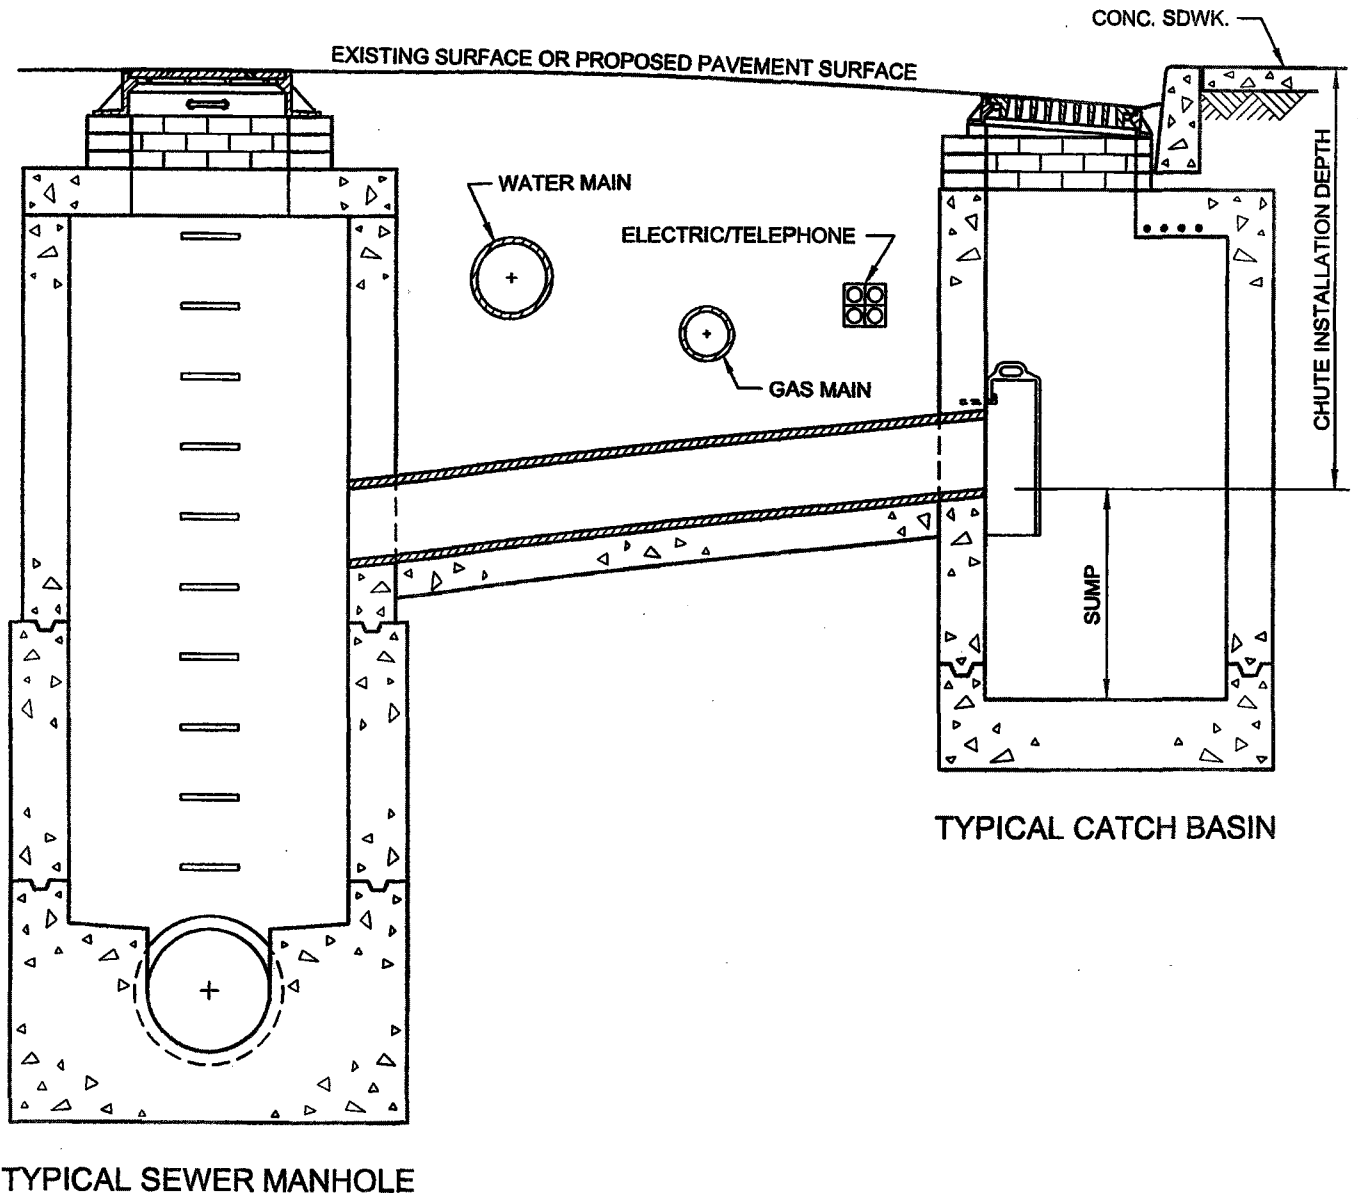 CONC. SDWK.
EXISTING SURFACE OR PROPOSED PAVEMENT SURFACE
WATER MAIN
ELECTRIC/TELEPHONE
GAS MAIN
CHUTE INSTALLATION DEPTH
SUMP
TYPICAL CATCH BASIN
TYPICAL SEWER MANHOLE